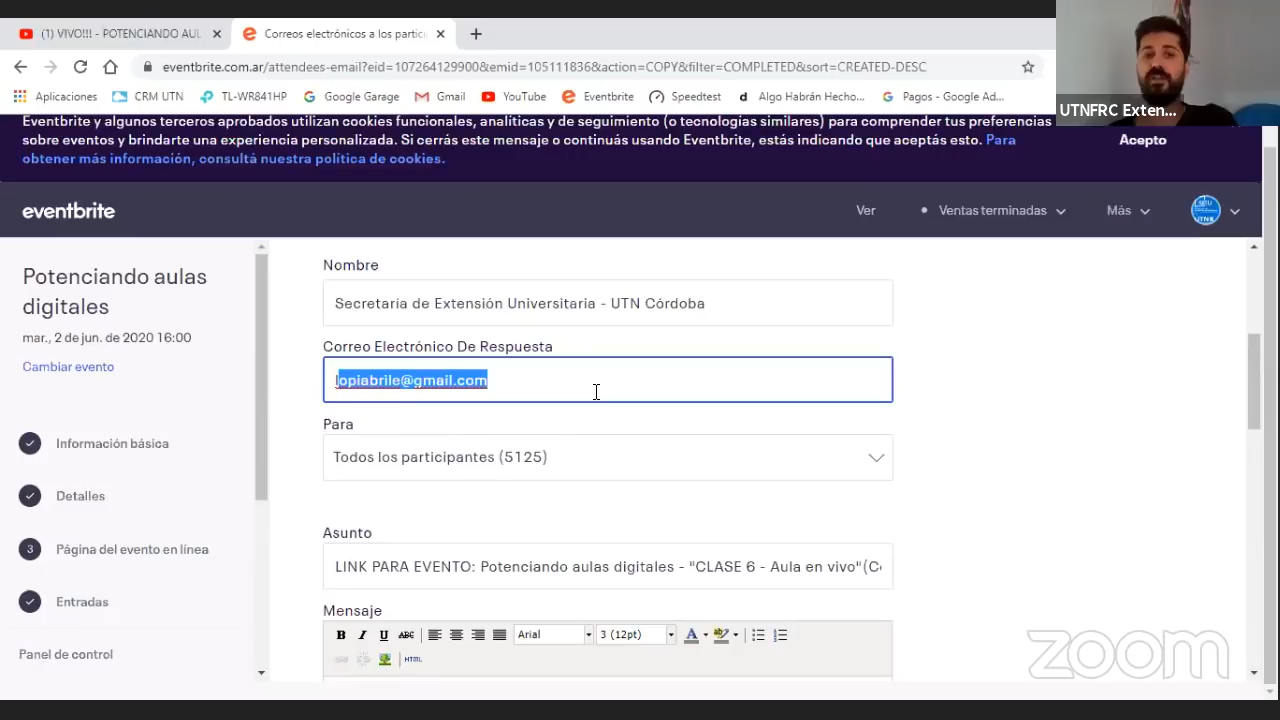 (1) VIVO!!! - POTENCIANDO AUL
Correos electrónicos a los partic
eventbrite.com.ar/attendees-email?eid=107264129990&emid=105111836&action=COPY&filter=COMPLETED&sort=CREATED-DESC
Aplicaciones CRM UTN TL-WR841HP Google Garage Gmail YouTube Eventbrite Speedtest Algo Habrán Hecho... Pagos - Google Ad...
UTNFRC Exten...
Eventbrite y algunos terceros aprobados utilizan cookies funcionales, analíticas y de seguimiento (o tecnologías similares) para comprender tus preferencias
sobre eventos y brindarte una experiencia personalizada. Si cerrás este mensaje o continuás usando Eventbrite, estás indicando que aceptás esto. Para
obtener más información, consultá nuestra política de cookies.
Acepto
eventbrite
Ver
Ventas terminadas
Más
Potenciando aulas
digitales
mar., 2 de jun. de 2020 16:00
Cambiar evento
Información básica
Detalles
3 Página del evento en línea
Entradas
Panel de control
Nombre
Secretaría de Extensión Universitaria - UTN Córdoba
Correo Electrónico De Respuesta
lopiabrile@gmail.com
Para
Todos los participantes (5125)
Asunto
LINK PARA EVENTO: Potenciando aulas digitales - "CLASE 6 - Aula en vivo"(C
Mensaje
B I U ABC Arial 3 (12pt) A
HTML
zoom